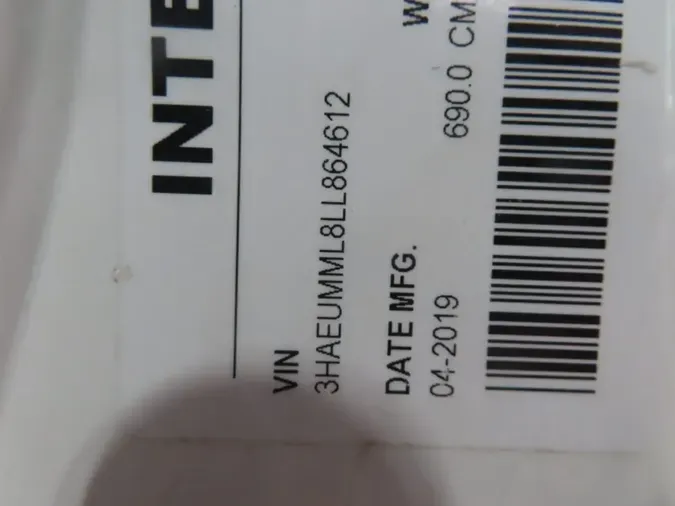 INTE
VIN
3HAEUMML8LL864612
DATE MFG.
04-2019
W
690.0 CM